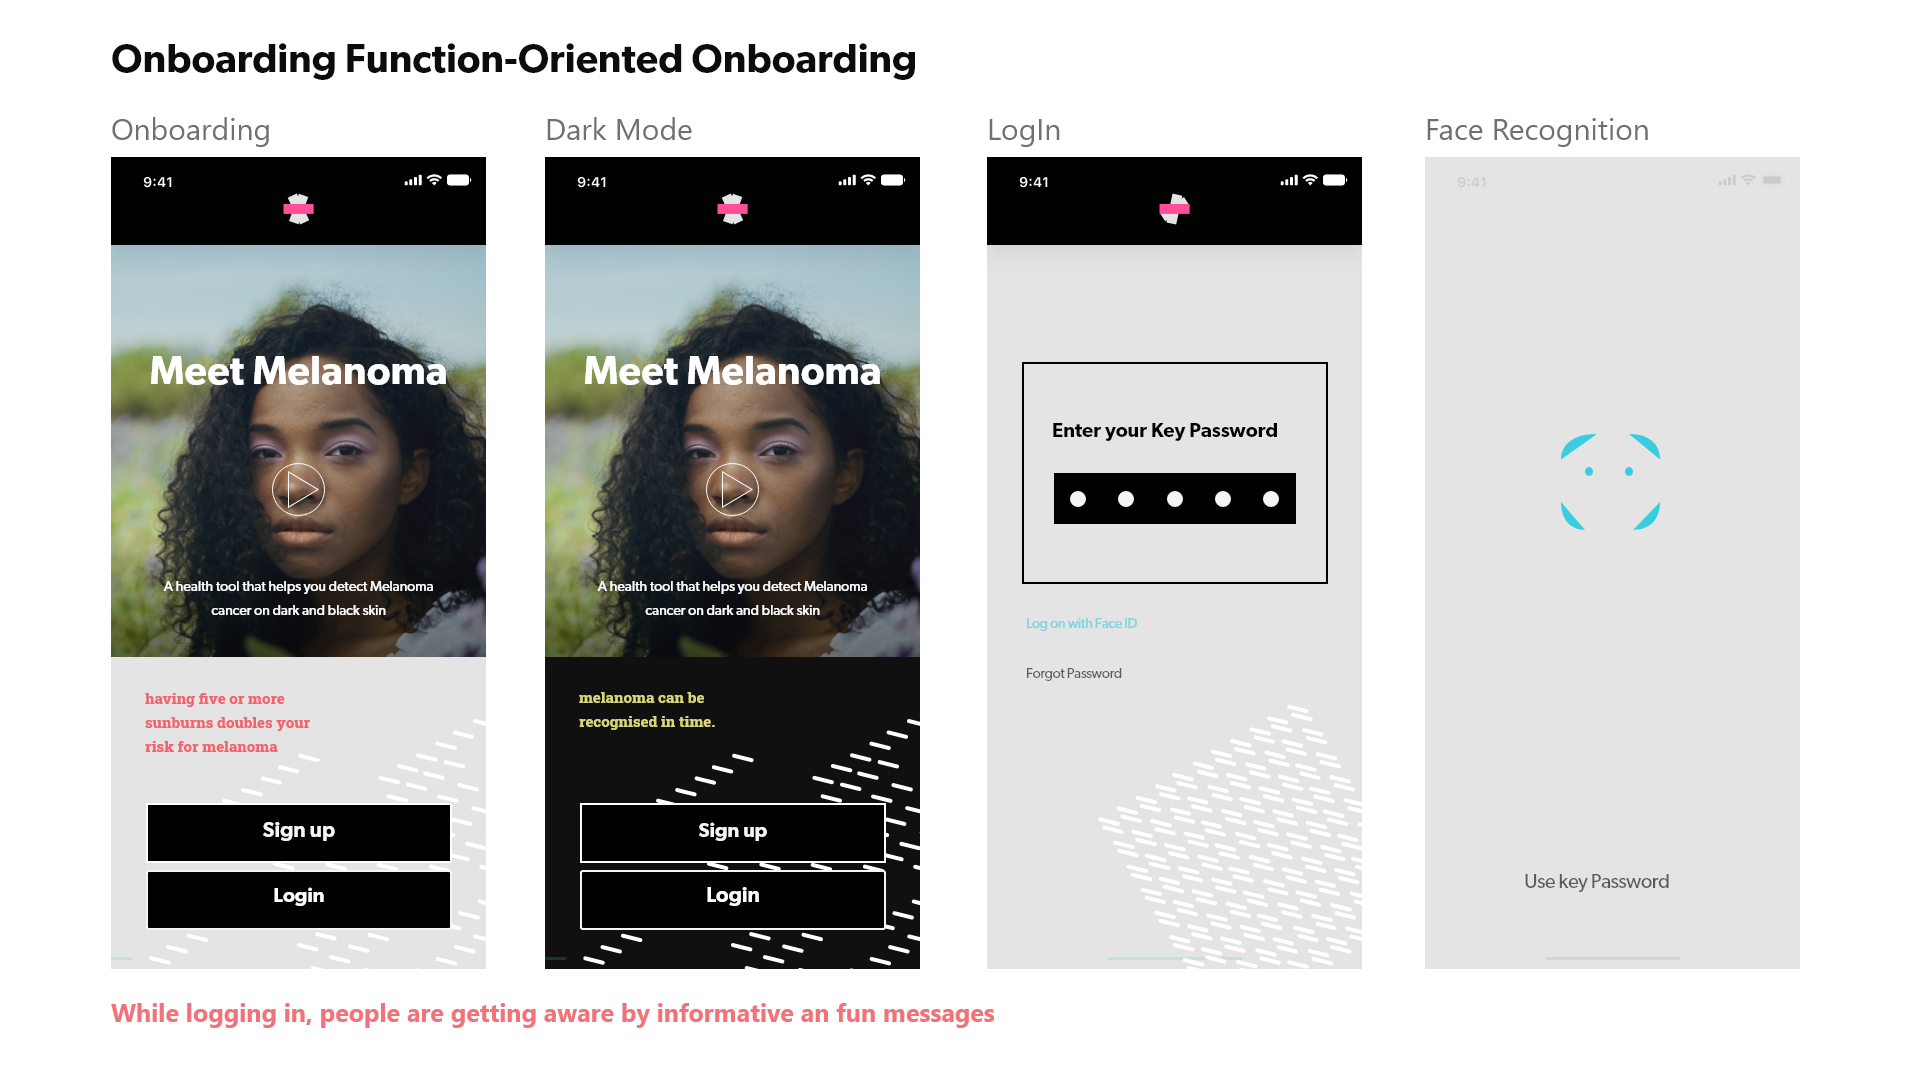 Onboarding Function-Oriented Onboarding
Onboarding
Dark Mode
LogIn
Face Recognition
9:41
Meet Melanoma
A health tool that helps you detect Melanoma
cancer on dark and black skin
having five or more
sunburns doubles your
risk for melanoma
Sign up
Login
9:41
Meet Melanoma
A health tool that helps you detect Melanoma
cancer on dark and black skin
melanoma can be
recognised in time.
Sign up
Login
9:41
Enter your Key Password
Log on with Face ID
Forgot Password
9:41
Use key Password
While logging in, people are getting aware by informative an fun messages